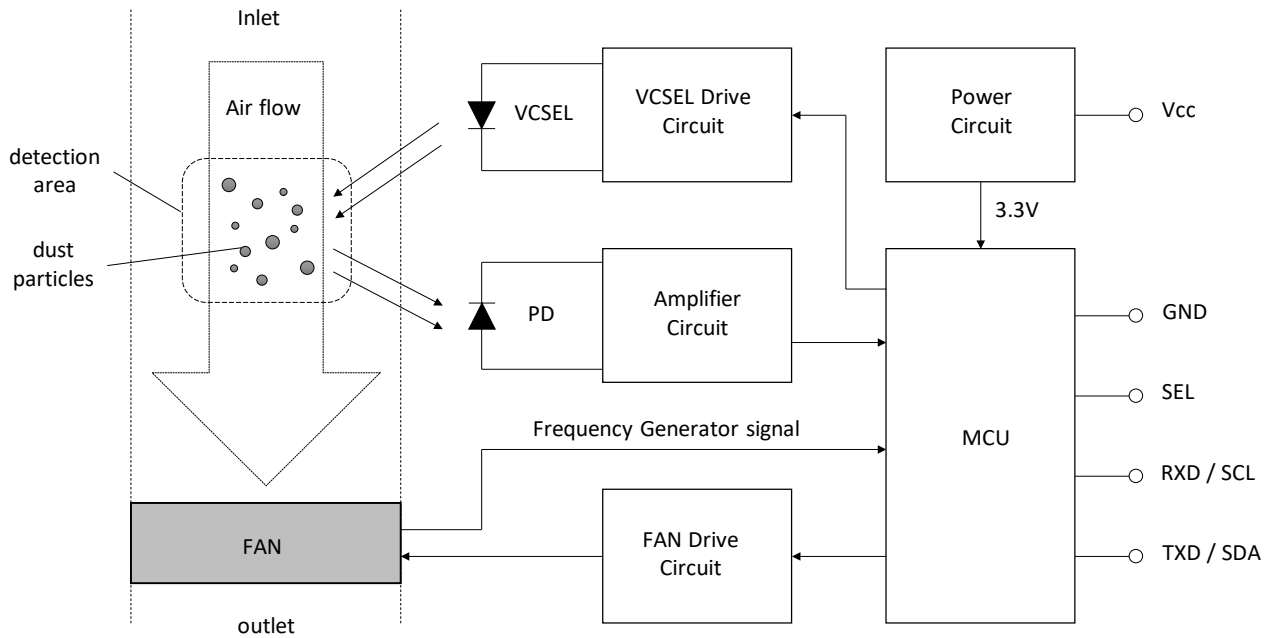 Inlet
Air flow
detection
area
dust
particles
VCSEL
VCSEL Drive
Circuit
Power
Circuit
Vcc
3.3V
PD
Amplifier
Circuit
GND
SEL
MCU
Frequency Generator signal
RXD / SCL
FAN
FAN Drive
Circuit
TXD / SDA
outlet